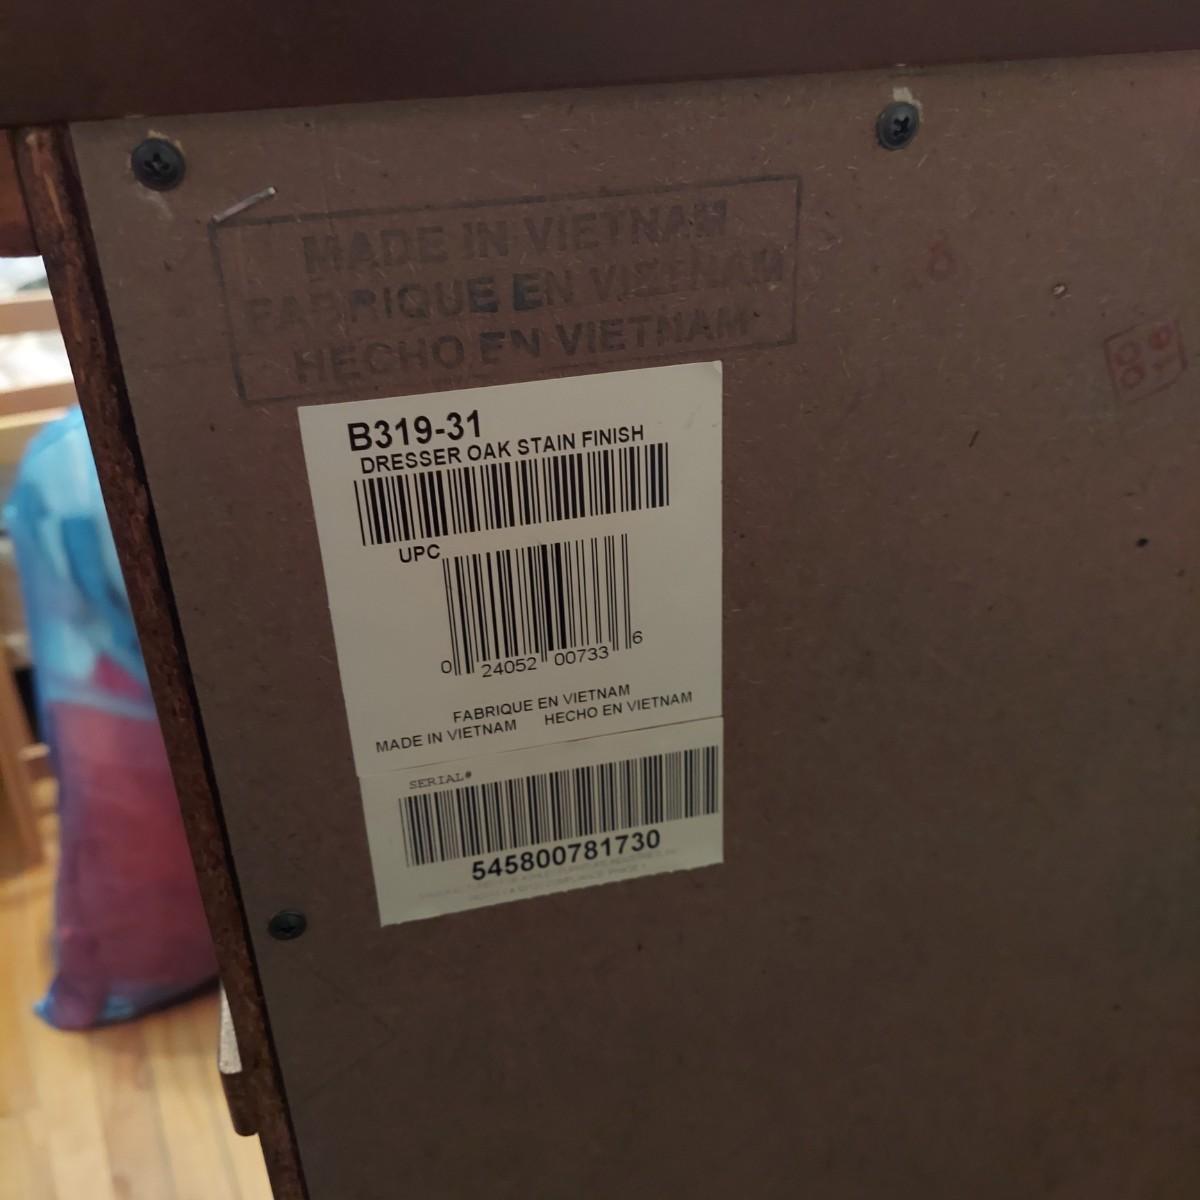 MADE IN VIETNAM
FABRIQUE EN VIETNAM
HECHO EN VIETNAM
B319-31
DRESSER OAK STAIN FINISH
UPC
0 24052 00733 6
FABRIQUE EN VIETNAM
MADE IN VIETNAM HECHO EN VIETNAM
SERIAL#
545800781730